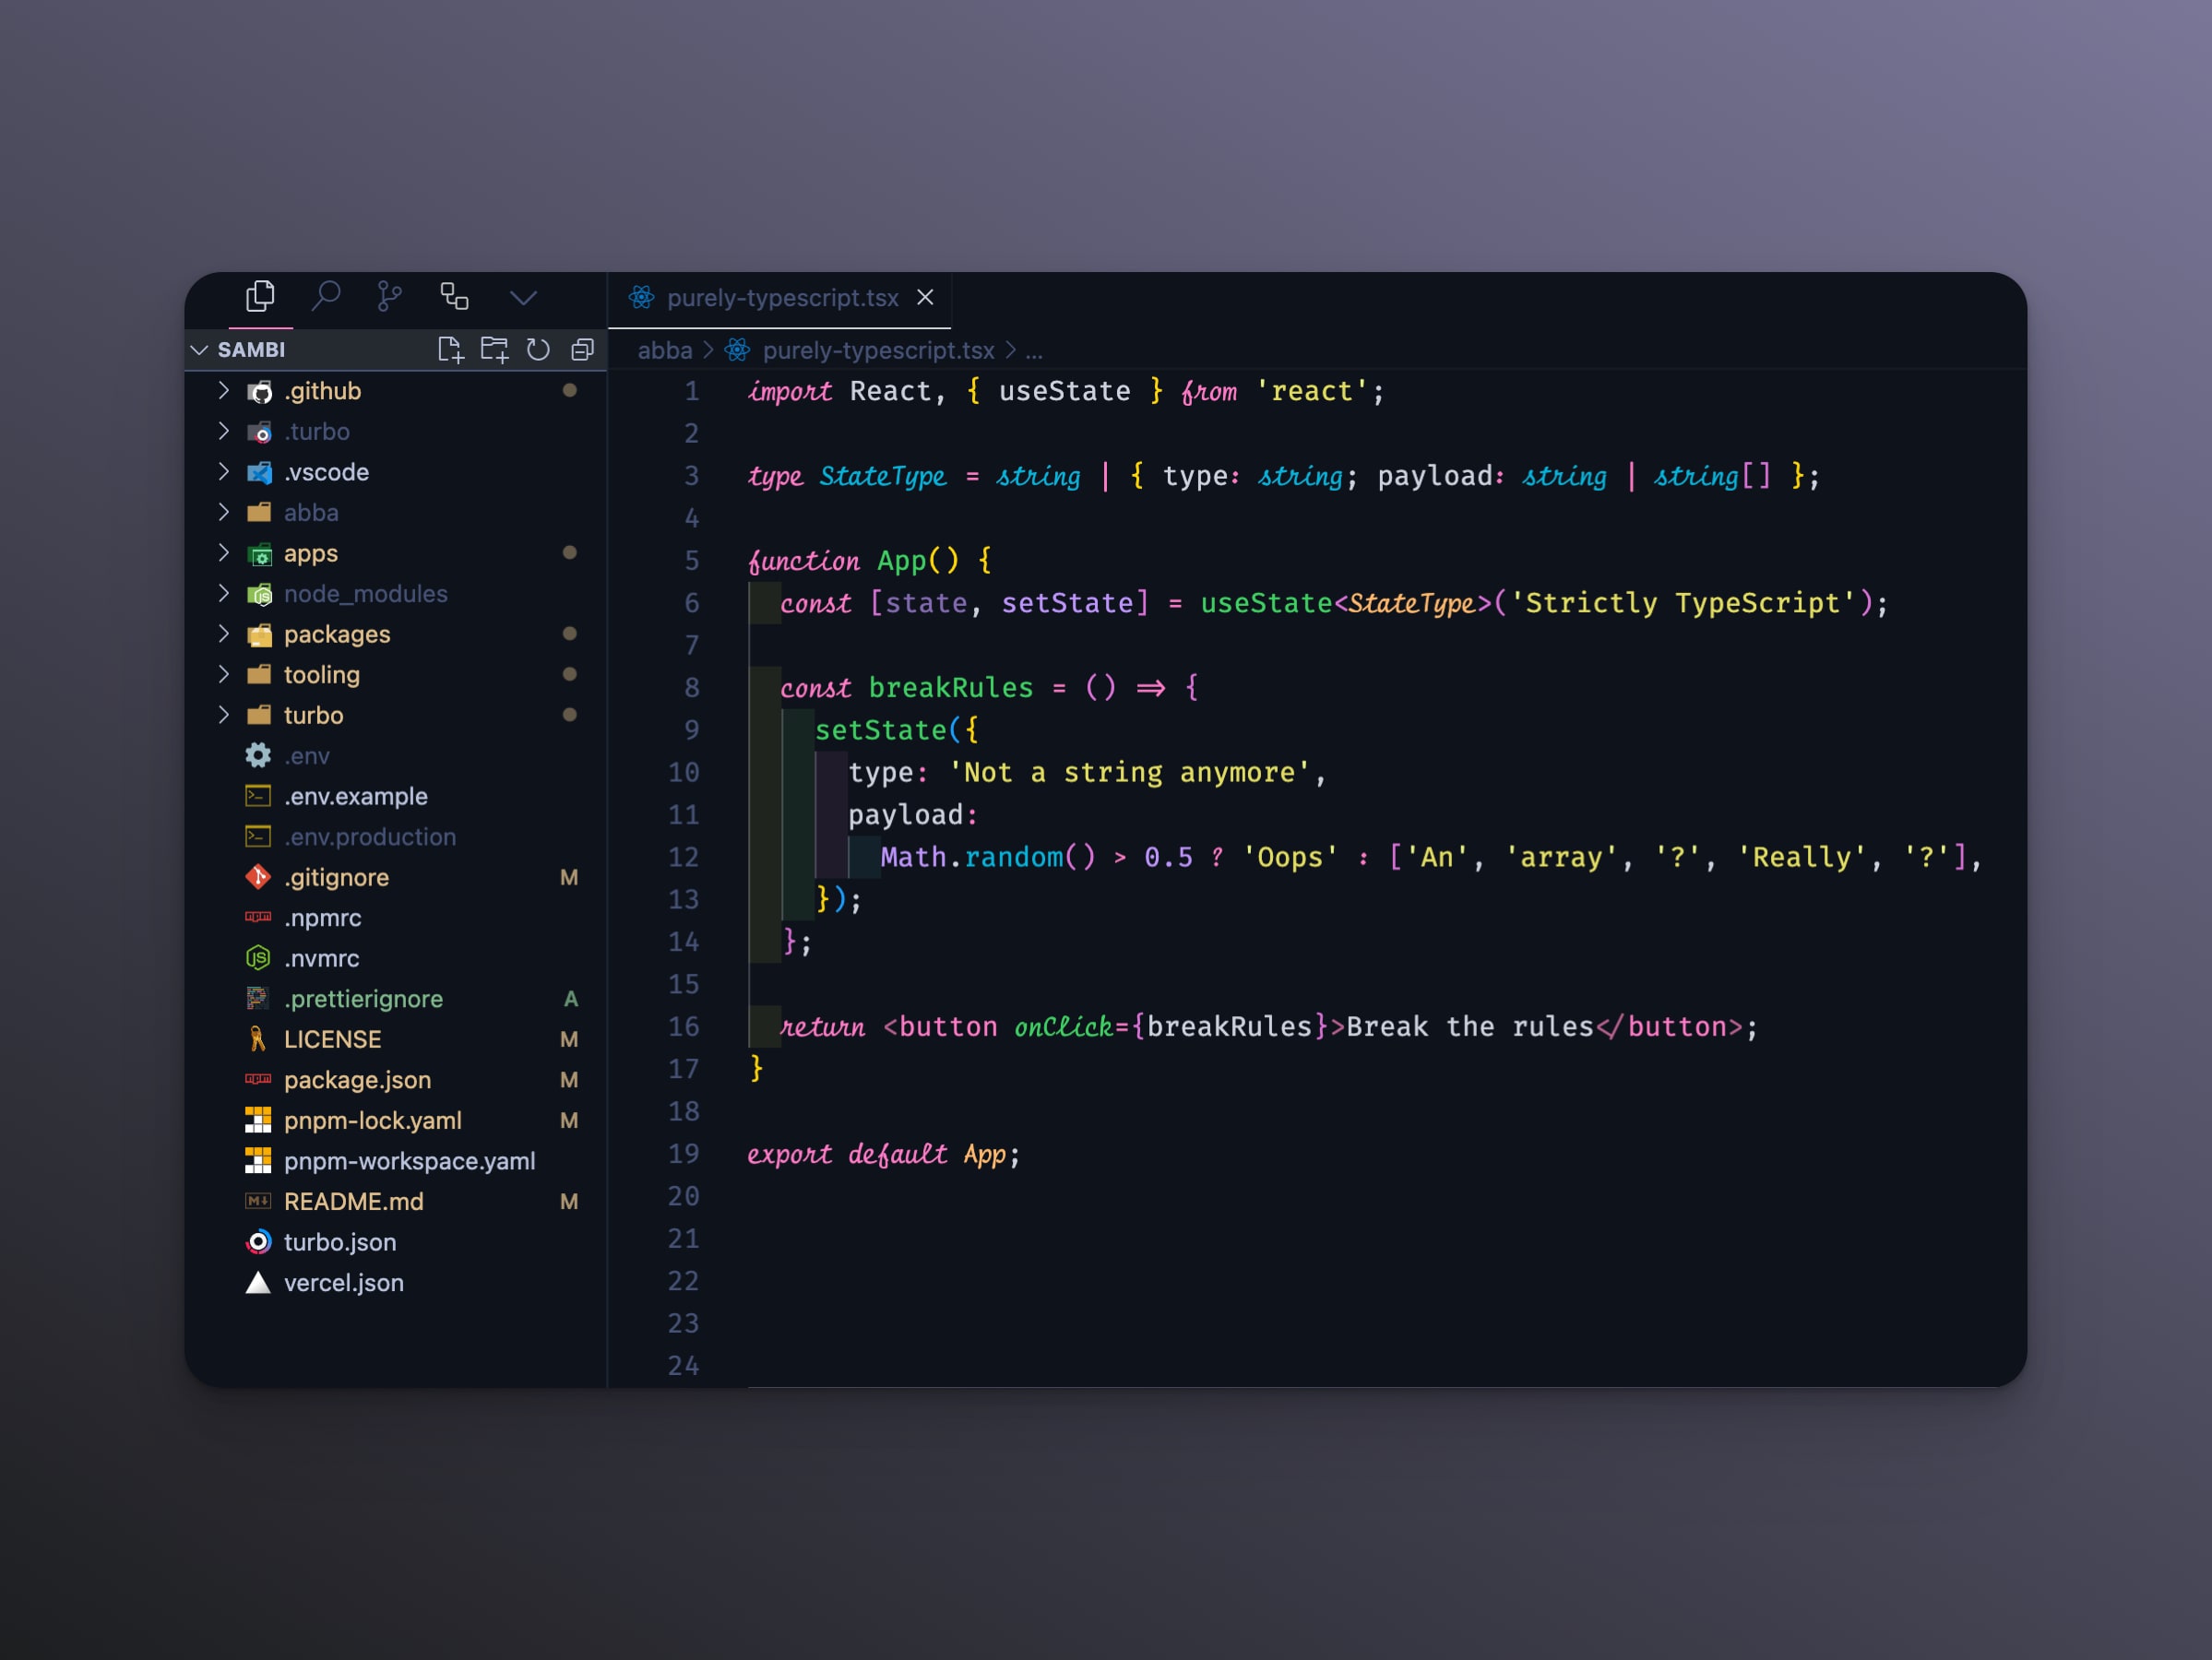 purely-typescript.tsx
SAMBI
abba > purely-typescript.tsx > ...
.github
.turbo
.vscode
abba
apps
node_modules
packages
tooling
turbo
.env
.env.example
.env.production
.gitignore M
.npmrc
.nvmrc
.prettierignore A
LICENSE M
package.json M
pnpm-lock.yaml M
pnpm-workspace.yaml
README.md M
turbo.json
vercel.json
1 import React, { useState } from 'react';
2
3 type StateType = string | { type: string; payload: string | string[] };
4
5 function App() {
6 const [state, setState] = useState<StateType>('Strictly TypeScript');
7
8 const breakRules = () => {
9 setState({
10 type: 'Not a string anymore',
11 payload:
12 Math.random() > 0.5 ? 'Oops' : ['An', 'array', '?', 'Really', '?'],
13 });
14 };
15
16 return <button onClick={breakRules}>Break the rules</button>;
17 }
18
19 export default App;
20
21
22
23
24